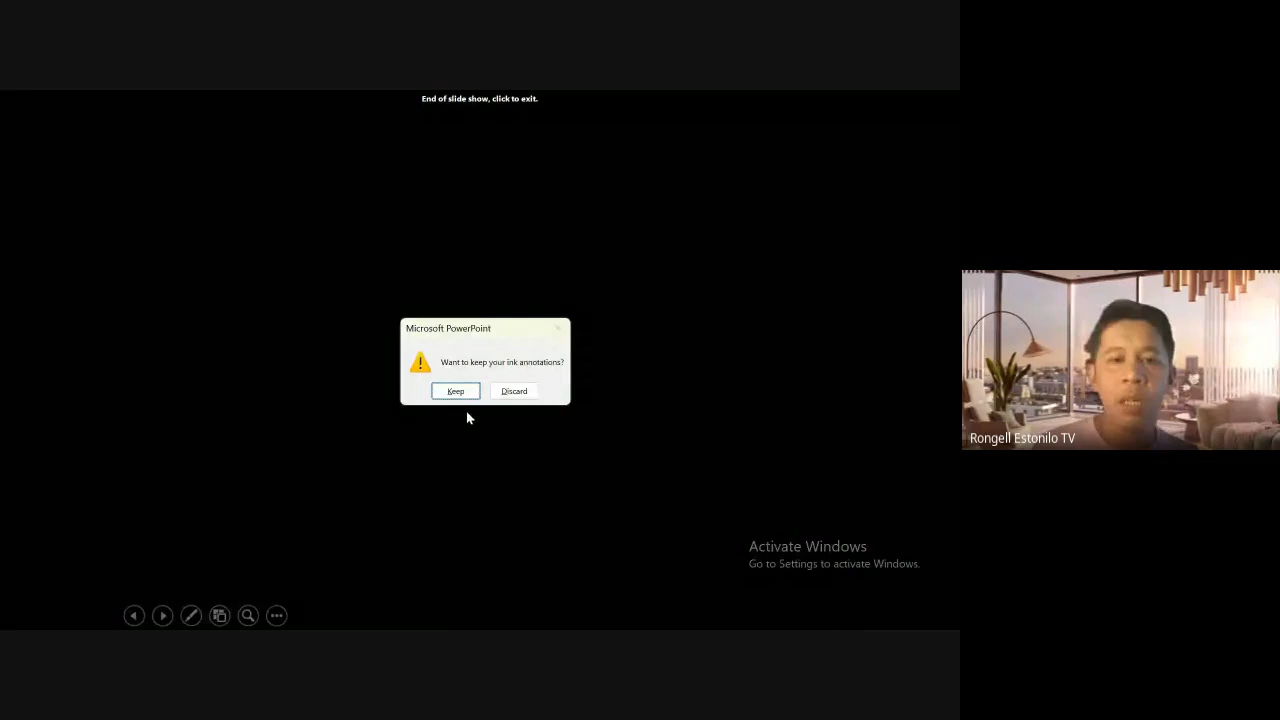 End of slide show, click to exit.
Microsoft PowerPoint
Want to keep your ink annotations?
Keep
Discard
Rongell Estonilo TV
Activate Windows
Go to Settings to activate Windows.